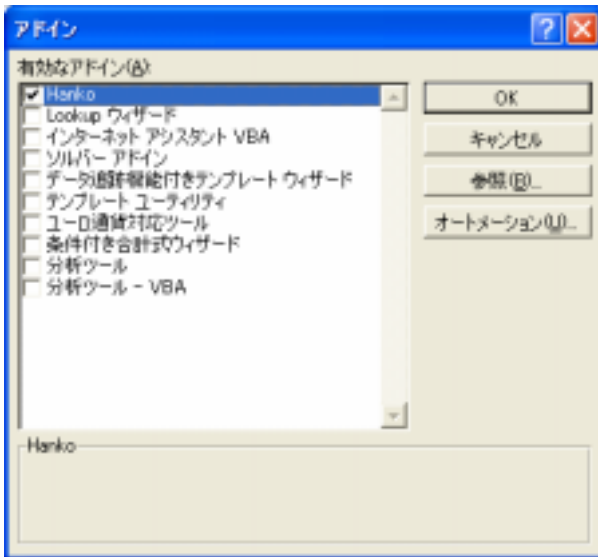 アドイン
有効なアドイン(A):
Hanko
Lookup ウィザード
インターネット アシスタント VBA
ソルバー アドイン
データ追跡機能付きテンプレート ウィザード
テンプレート ユーティリティ
ユーロ通貨対応ツール
条件付き合計式ウィザード
分析ツール
分析ツール - VBA
OK
キャンセル
参照(B)...
オートメーション(U)...
Hanko